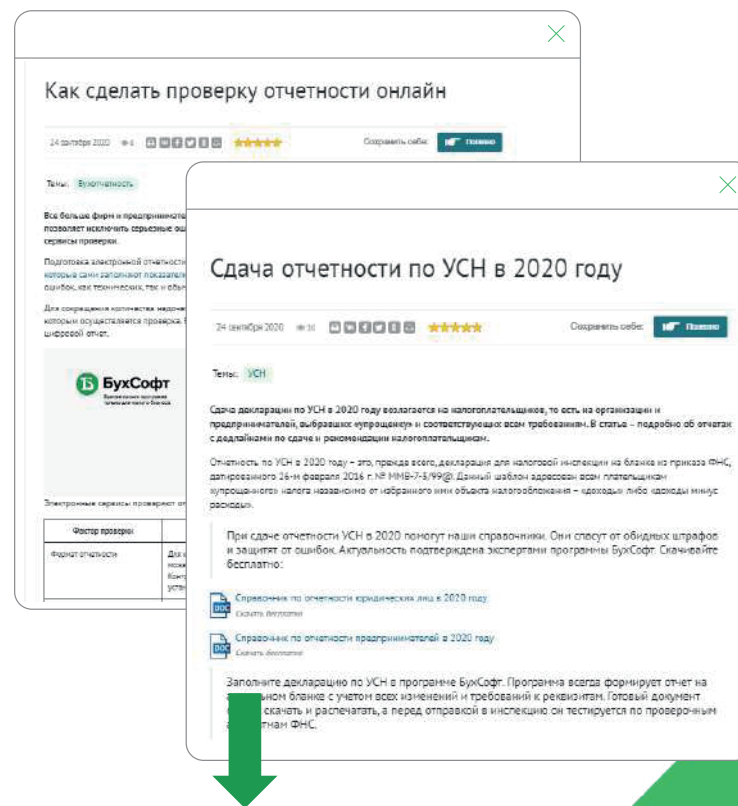 Как сделать проверку отчетности онлайн
24 сентября 2020
Сохранить себе:
Полезно
Темы: Бухотчетность
Все больше фирм и
позволяет исключить серьезные
сервисы проверки.
Подготовка электронной отчетности
которые сами заполняют
ошибок, как технических, так и
Для сокращения количества
которым осуществляется проверка.
цифровой отчет.
БухСофт
Электронные сервисы проверяют
Фактор проверки
Формат отчетности
Для
Сдача отчетности по УСН в 2020 году
24 сентября 2020
Сохранить себе:
Полезно
Темы: УСН
Сдача декларации по УСН в 2020 году возлагается на налогоплательщиков, то есть на организации и
предпринимателей, выбравших «упрощенку» и соответствующих всем требованиям. В статье – подробно об отчетах
с дедлайнами по сдаче и рекомендации налогоплательщикам.
Отчетность по УСН в 2020 году – это, прежде всего, декларация для налоговой инспекции на бланке из приказа ФНС,
датированного 26-м февраля 2016 г. № ММВ-7-3/99@. Данный шаблон адресован всем плательщикам
«упрощенного» налога независимо от избранного ими объекта налогообложения – «доходы» либо «доходы минус
расходы».
При сдаче отчетности УСН в 2020 помогут наши справочники. Они спасут от обидных штрафов
и защитят от ошибок. Актуальность подтверждена экспертами программы БухСофт. Скачивайте
бесплатно:
DOC
Справочник по отчетности юридических лиц в 2020 году
Скачать бесплатно
DOC
Справочник по отчетности предпринимателей в 2020 году
Скачать бесплатно
Заполните декларацию по УСН в программе БухСофт. Программа всегда формирует отчет на
бланке с учетом всех изменений и требований к реквизитам. Готовый документ
скачать и распечатать, а перед отправкой в инспекцию он тестируется по проверочным
ФНС.